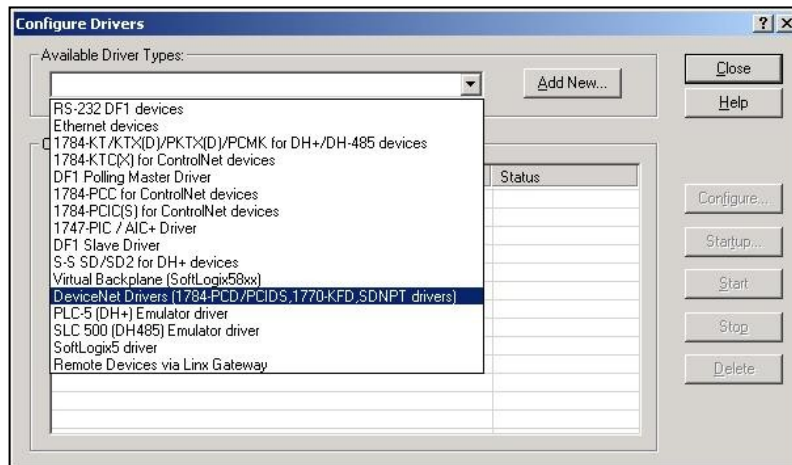 Configure Drivers
Available Driver Types:
Add New...
Close
Help
RS-232 DF1 devices
Ethernet devices
1784-KT/KTX(D)/PKTX(D)/PCMK for DH+/DH-485 devices
1784-KTC(X) for ControlNet devices
DF1 Polling Master Driver
1784-PCC for ControlNet devices
1784-PCIC(S) for ControlNet devices
1747-PIC / AIC+ Driver
DF1 Slave Driver
S-S SD/SD2 for DH+ devices
Virtual Backplane (SoftLogix58xx)
DeviceNet Drivers (1784-PCD/PCIDS,1770-KFD,SDNPT drivers)
PLC-5 (DH+) Emulator driver
SLC 500 (DH485) Emulator driver
SoftLogix5 driver
Remote Devices via Linx Gateway
Status
Configure...
Startup...
Start
Stop
Delete